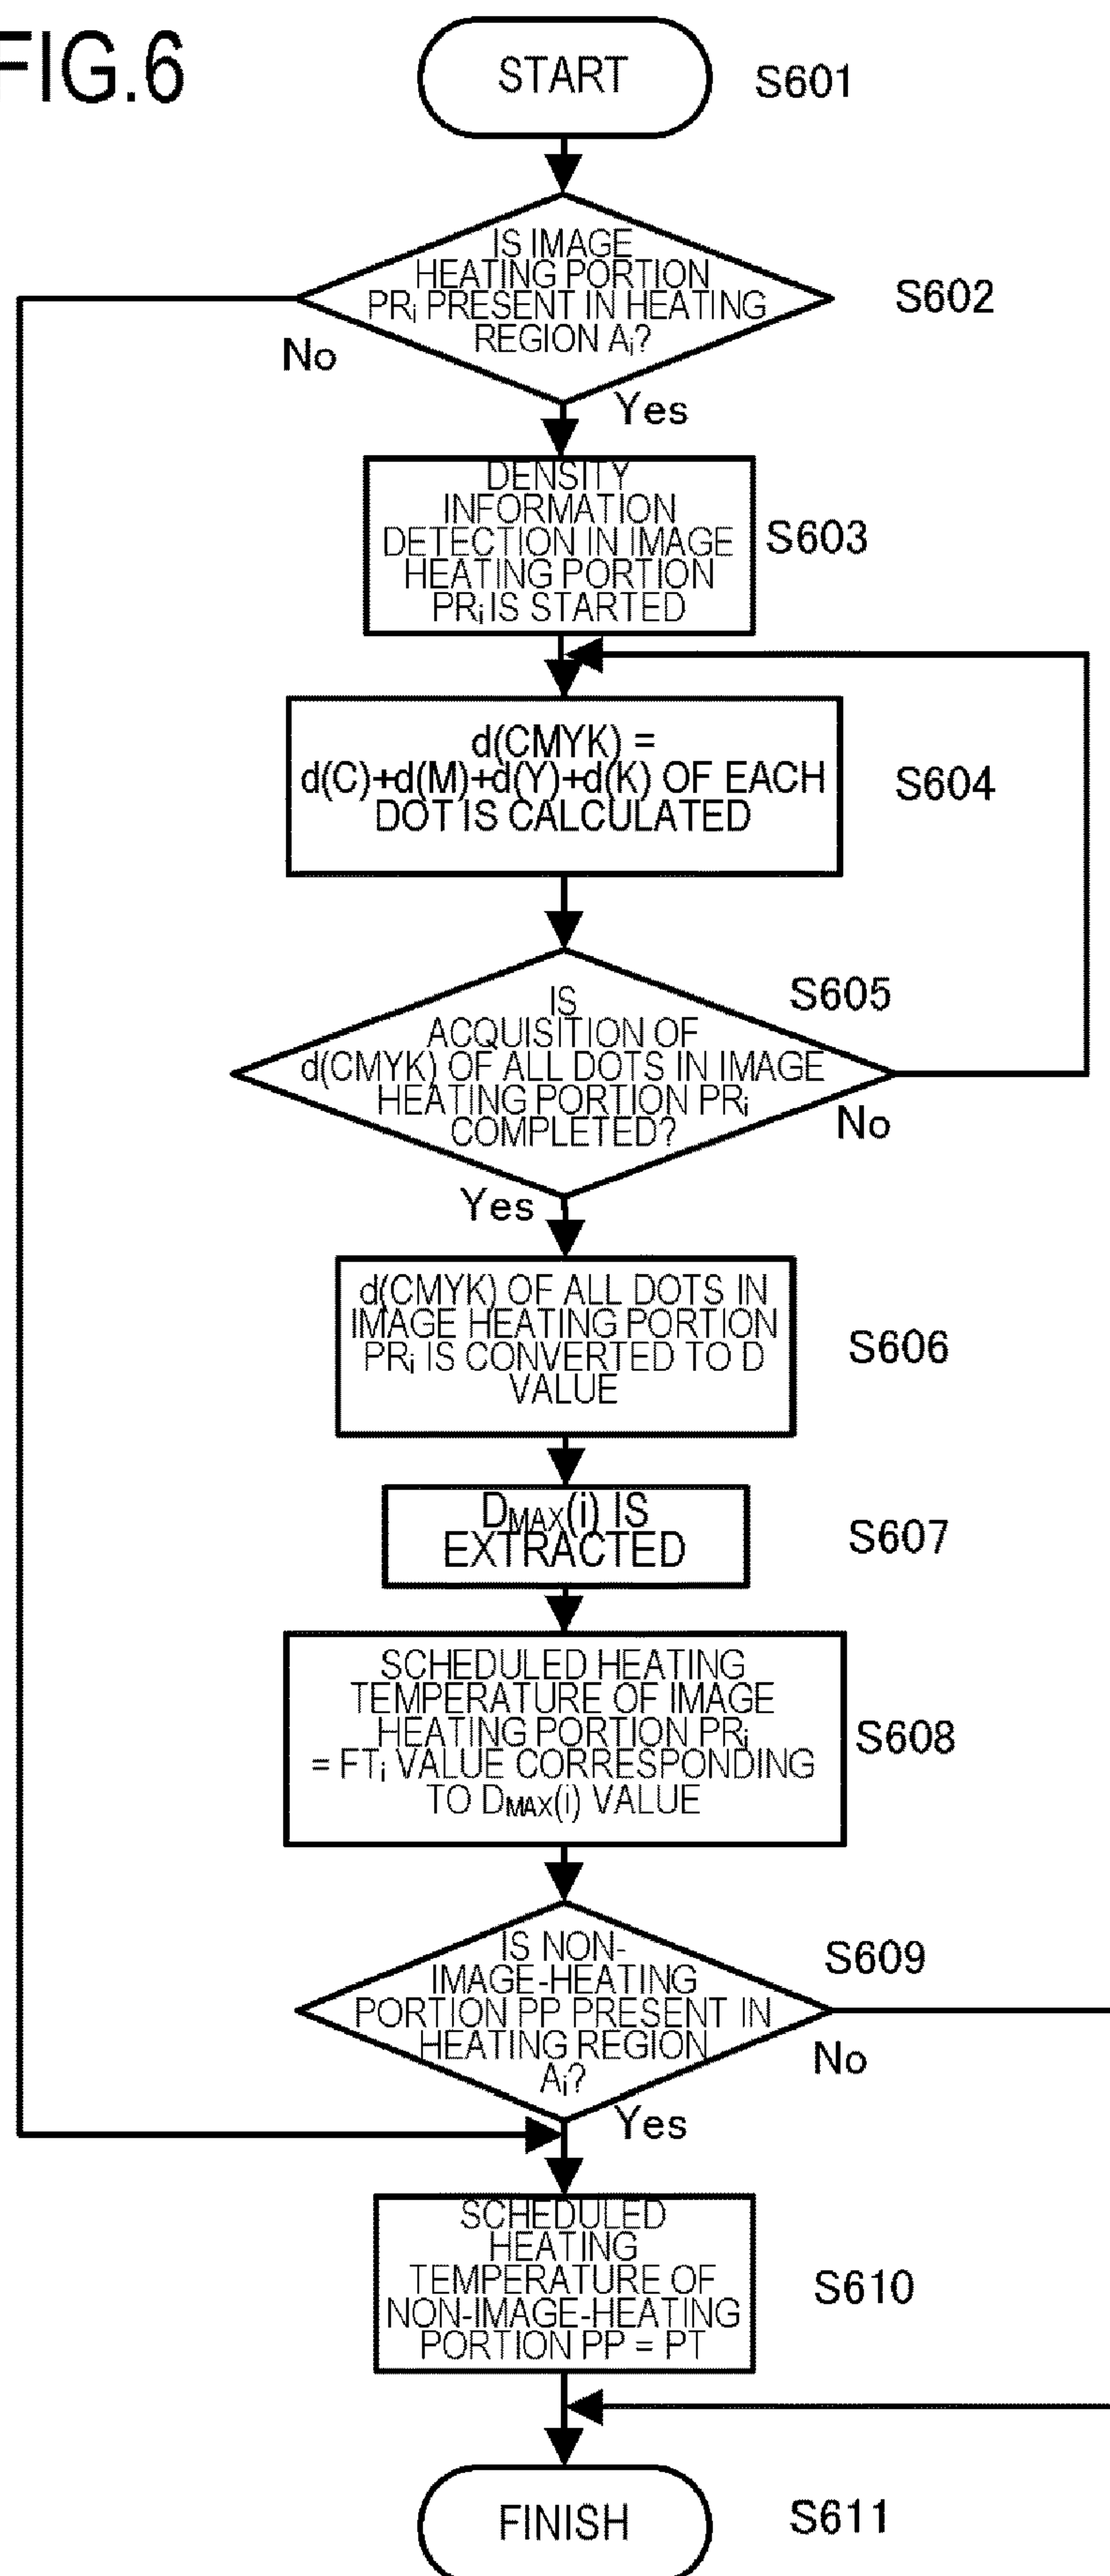 FIG.6
START
S601
IS IMAGE
HEATING PORTION
PRi PRESENT IN HEATING
REGION Ai?
S602
No
Yes
DENSITY
INFORMATION
DETECTION IN IMAGE
HEATING PORTION
PRi IS STARTED
S603
d(CMYK) =
d(C)+d(M)+d(Y)+d(K) OF EACH
DOT IS CALCULATED
S604
IS
ACQUISITION OF
d(CMYK) OF ALL DOTS IN IMAGE
HEATING PORTION PRi
COMPLETED?
S605
No
Yes
d(CMYK) OF ALL DOTS IN
IMAGE HEATING PORTION
PRi IS CONVERTED TO D
VALUE
S606
DMAX(i) IS
EXTRACTED
S607
SCHEDULED HEATING
TEMPERATURE OF IMAGE
HEATING PORTION PRi
= FTi VALUE CORRESPONDING
TO DMAX(i) VALUE
S608
IS NON-
IMAGE-HEATING
PORTION PP PRESENT IN
HEATING REGION
Ai?
S609
No
Yes
SCHEDULED
HEATING
TEMPERATURE OF
NON-IMAGE-HEATING
PORTION PP = PT
S610
FINISH
S611